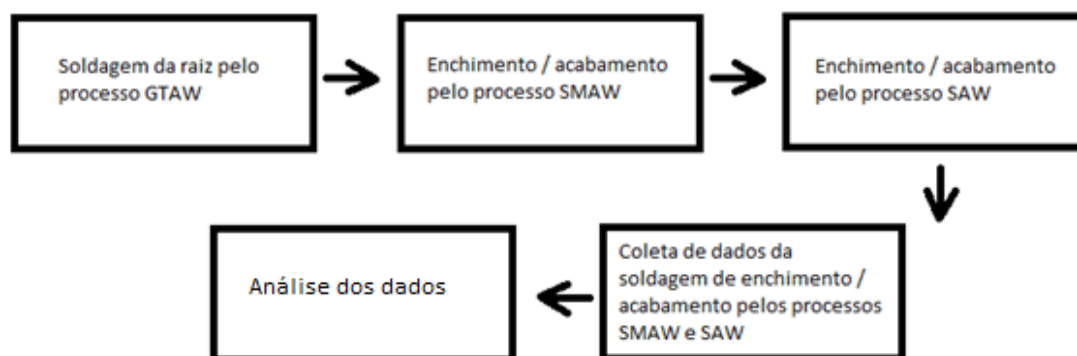 Soldagem da raiz pelo
processo GTAW
Enchimento / acabamento
pelo processo SMAW
Enchimento / acabamento
pelo processo SAW
Coleta de dados da
soldagem de enchimento /
acabamento pelos processos
SMAW e SAW
Análise dos dados